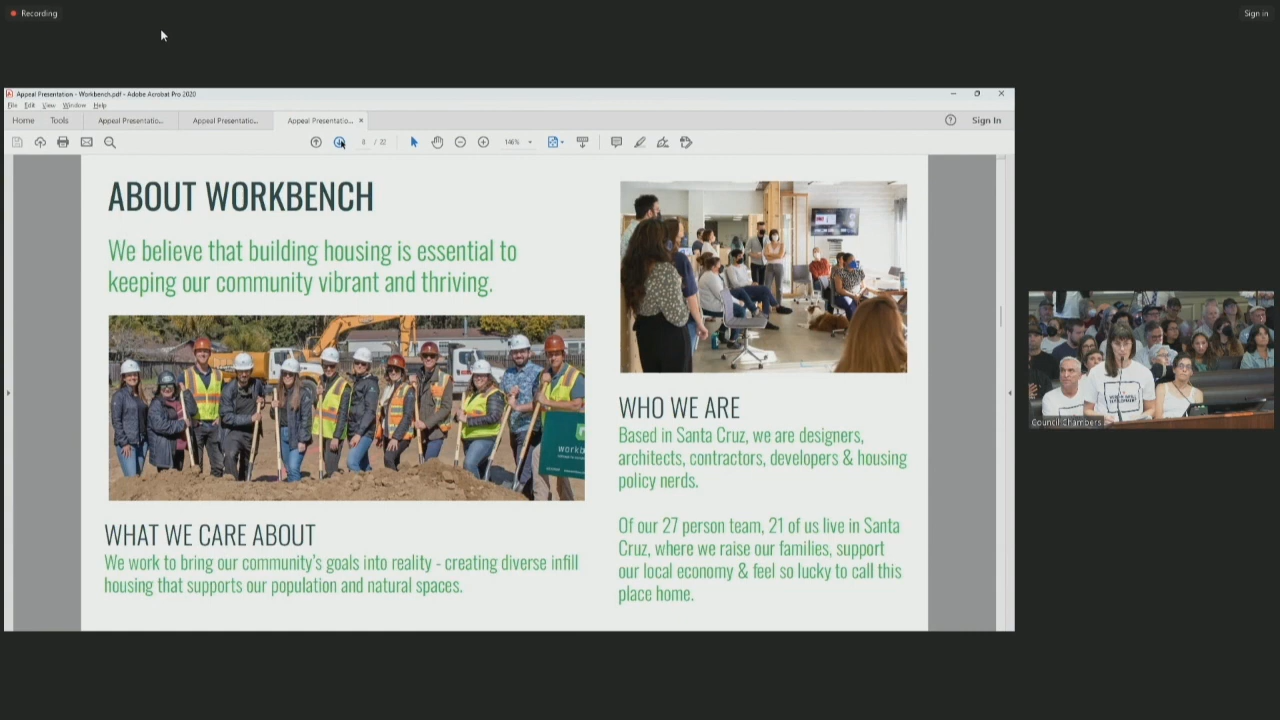 Recording
Sign in
Appeal Presentation - Workbench.pdf - Adobe Acrobat Pro 2020
File Edit View Window Help
Home Tools Appeal Presentatio... Appeal Presentatio... Appeal Presentatio... × Sign In
8 / 22 146%
ABOUT WORKBENCH
We believe that building housing is essential to
keeping our community vibrant and thriving.
workb
WHAT WE CARE ABOUT
We work to bring our community's goals into reality - creating diverse infill
housing that supports our population and natural spaces.
WHO WE ARE
Based in Santa Cruz, we are designers,
architects, contractors, developers & housing
policy nerds.
Of our 27 person team, 21 of us live in Santa
Cruz, where we raise our families, support
our local economy & feel so lucky to call this
place home.
Council Chambers